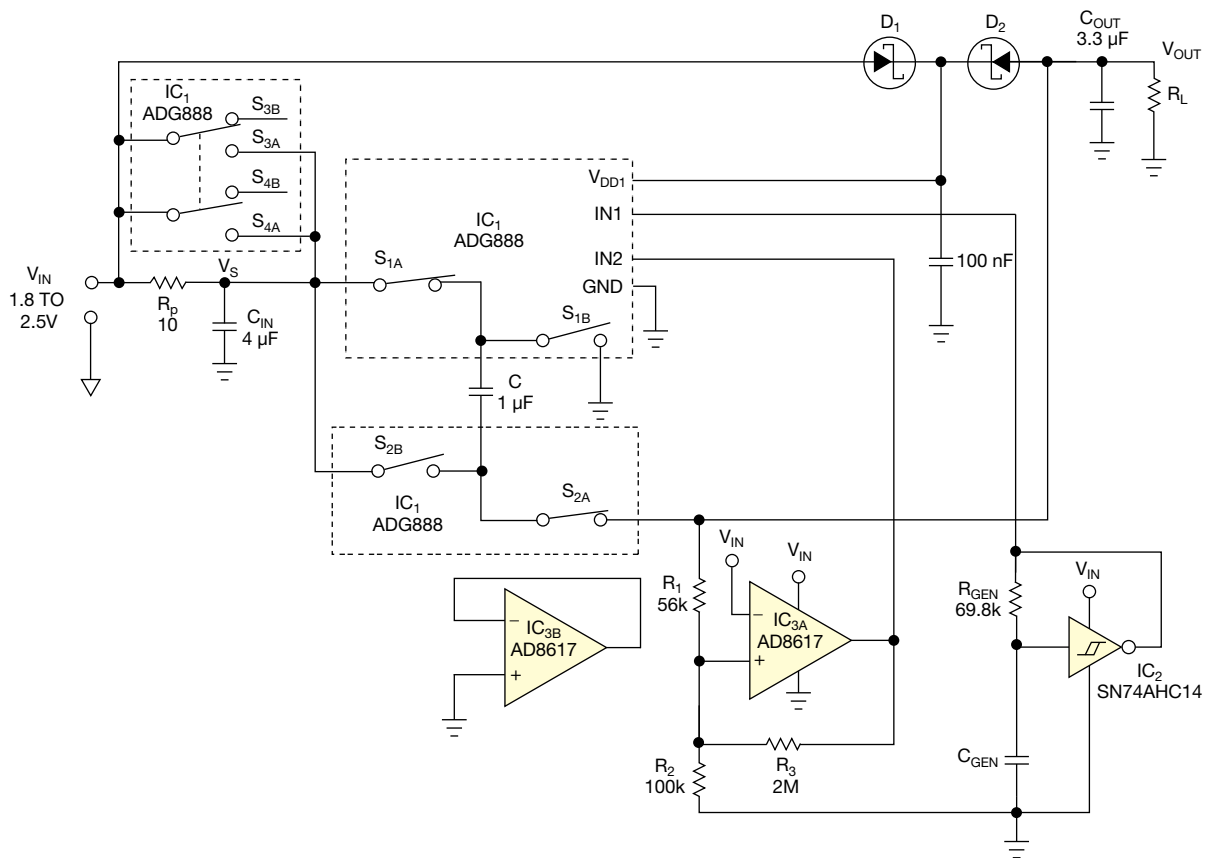 D1
D2
COUT
3.3 µF
VOUT
RL
IC1
ADG888
S3B
S3A
S4B
S4A
VDD1
IN1
IN2
GND
IC1
ADG888
S1A
S1B
100 nF
VIN
1.8 TO
2.5V
RP
10
VS
CIN
4 µF
C
1 µF
S2B
S2A
IC1
ADG888
VIN
VIN
R1
56k
IC3A
AD8617
IC3B
AD8617
RGEN
69.8k
VIN
IC2
SN74AHC14
R2
100k
R3
2M
CGEN